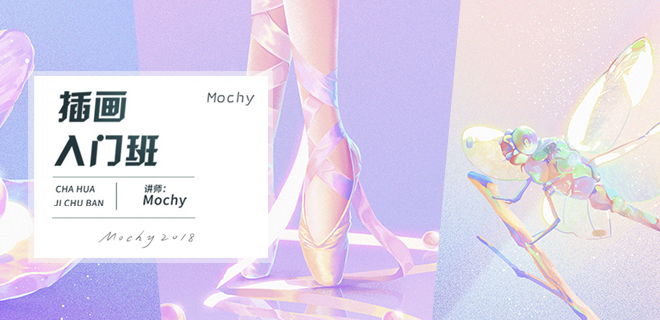 插画
Mochy
入门班
CHA HUA
JI CHU BAN
讲师：
Mochy
Mochy 2018